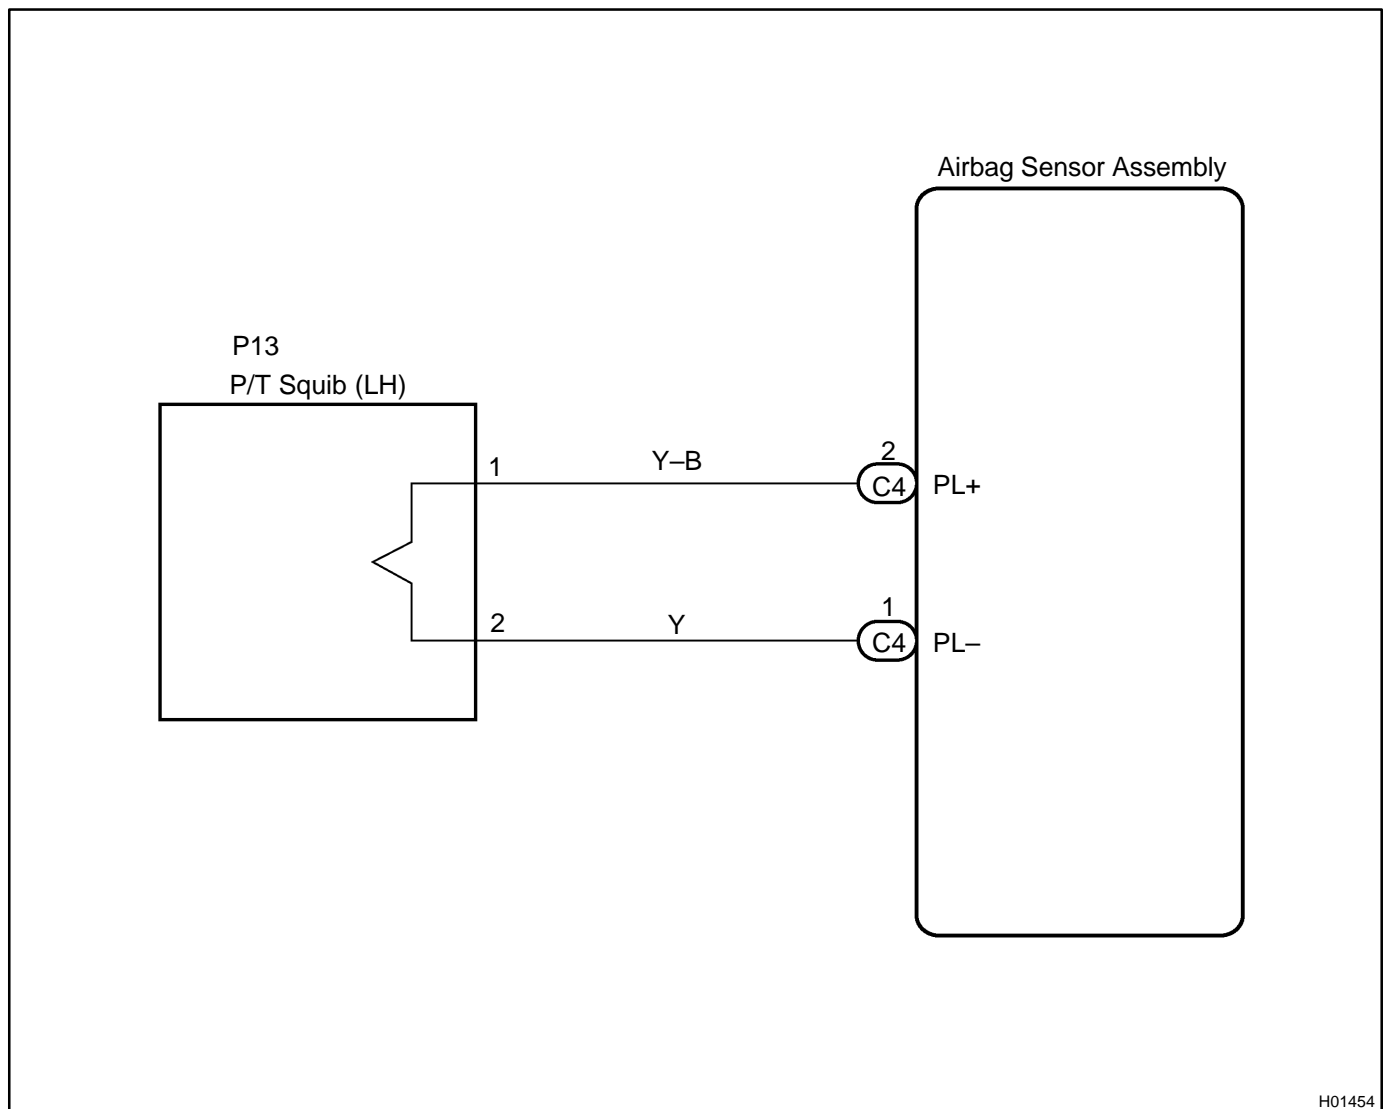 Airbag Sensor Assembly
P13
P/T Squib (LH)
1
Y–B
2
C4
PL+
2
Y
1
C4
PL–
H01454